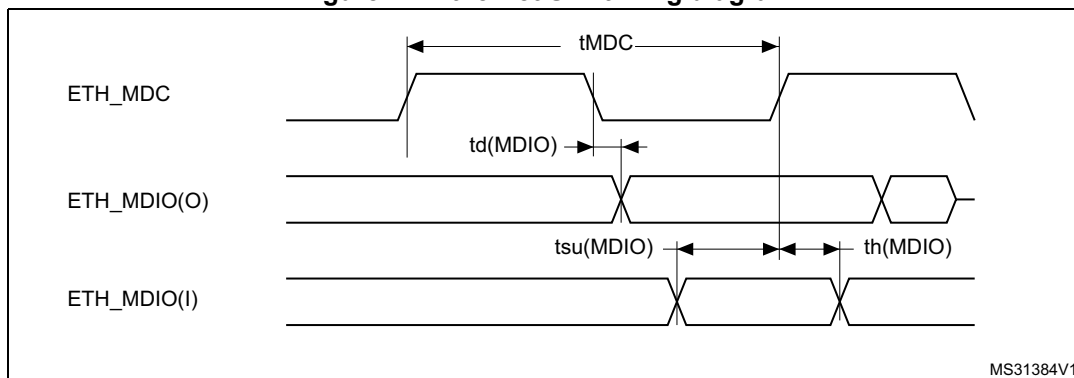 tMDC
ETH_MDC
td(MDIO)
ETH_MDIO(O)
tsu(MDIO) th(MDIO)
ETH_MDIO(I)
MS31384V1